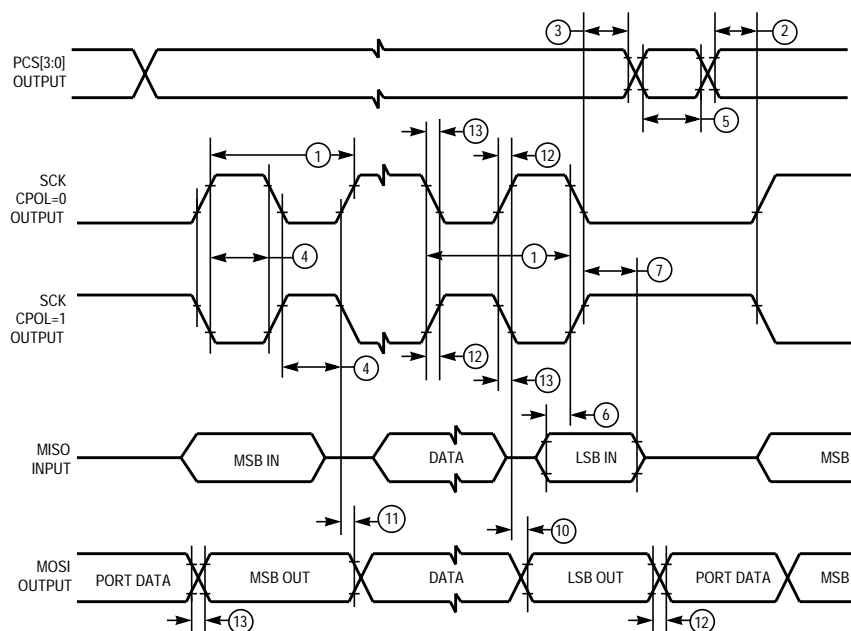 3
2
PCS[3:0]
OUTPUT
5
13
12
1
SCK
CPOL=0
OUTPUT
4
1
7
SCK
CPOL=1
OUTPUT
4
12
13
6
MISO
INPUT
MSB IN
DATA
LSB IN
MSB
11
10
MOSI
OUTPUT
PORT DATA
MSB OUT
DATA
LSB OUT
PORT DATA
MSB
13
12